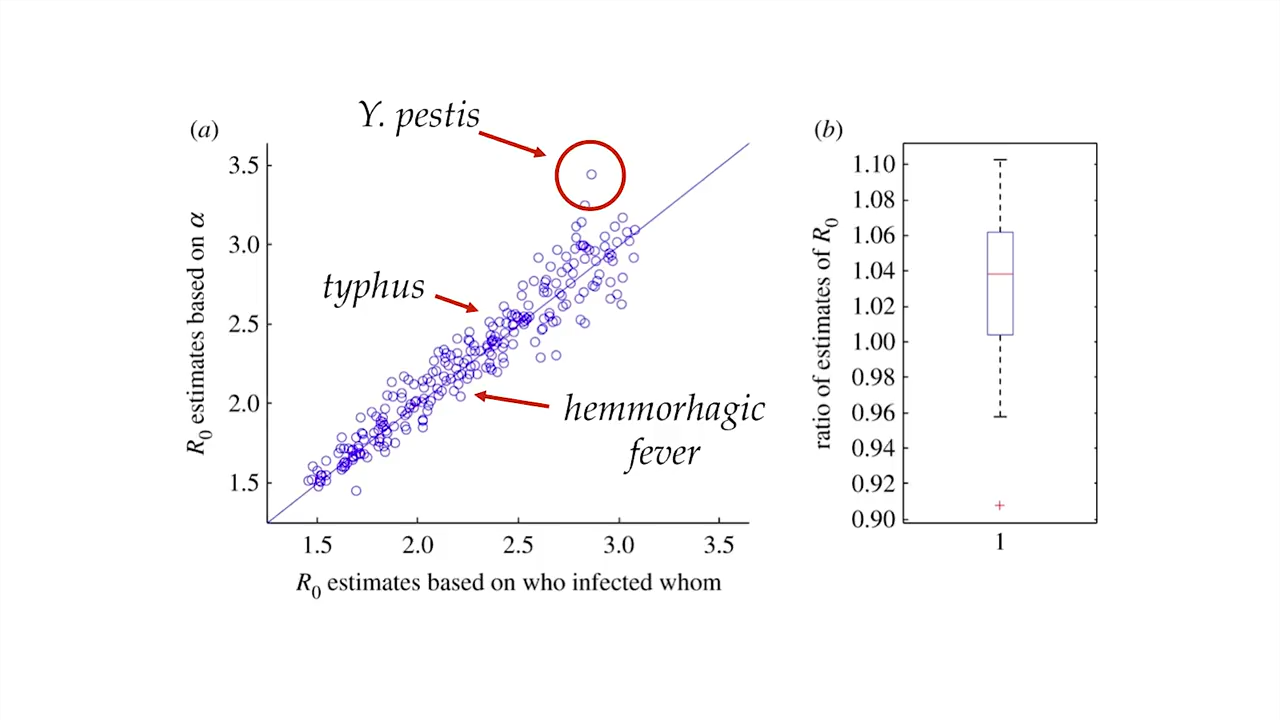 Y. pestis
(a)
3.5
3.0
2.5
2.0
1.5
R0 estimates based on α
typhus
hemmorhagic
fever
1.5 2.0 2.5 3.0 3.5
R0 estimates based on who infected whom
(b)
1.10
1.08
1.06
1.04
1.02
1.00
0.98
0.96
0.94
0.92
0.90
ratio of estimates of R0
1